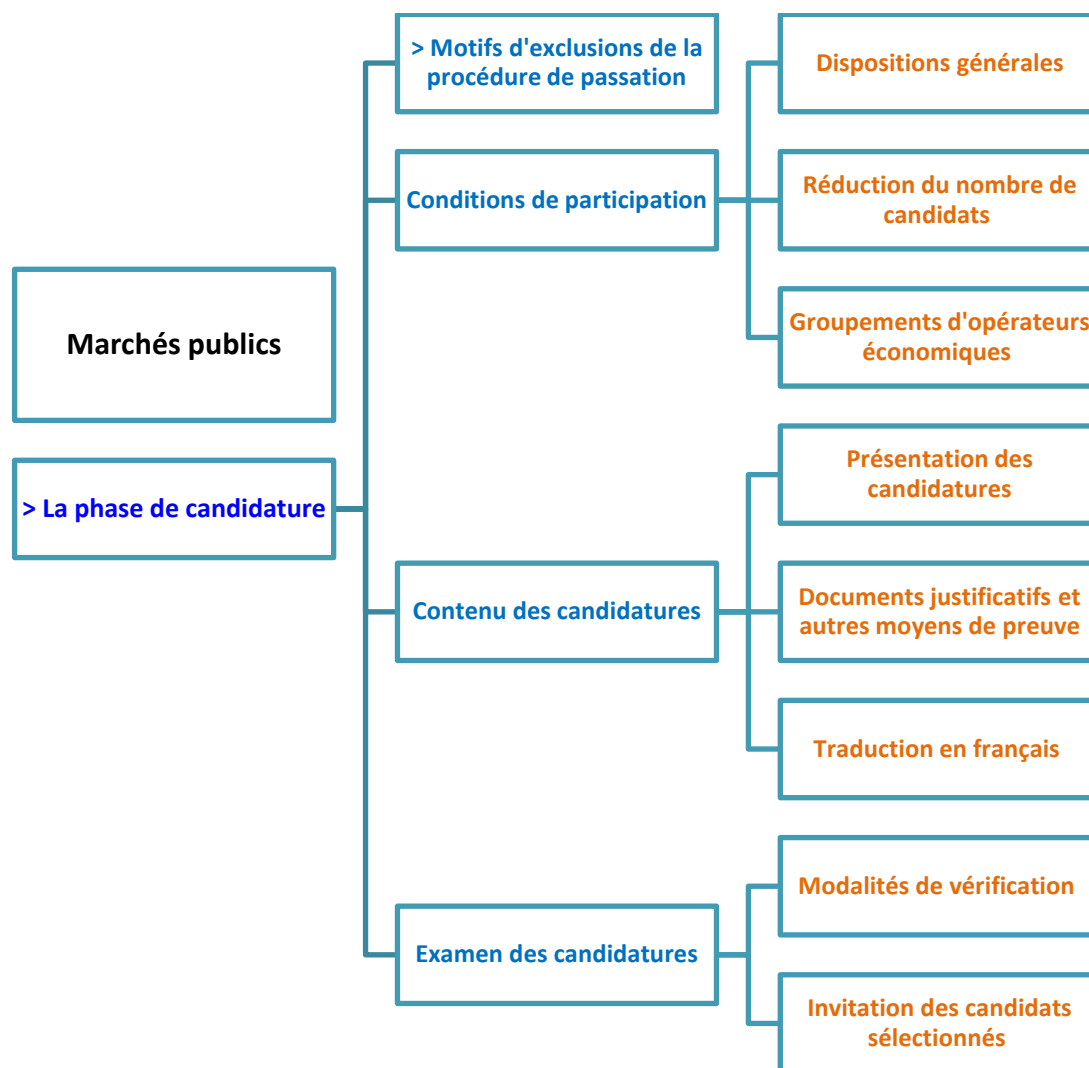 Marchés publics
> La phase de candidature
> Motifs d'exclusions de la
procédure de passation
Conditions de participation
Dispositions générales
Réduction du nombre de
candidats
Groupements d'opérateurs
économiques
Contenu des candidatures
Présentation des
candidatures
Documents justificatifs et
autres moyens de preuve
Traduction en français
Examen des candidatures
Modalités de vérification
Invitation des candidats
sélectionnés